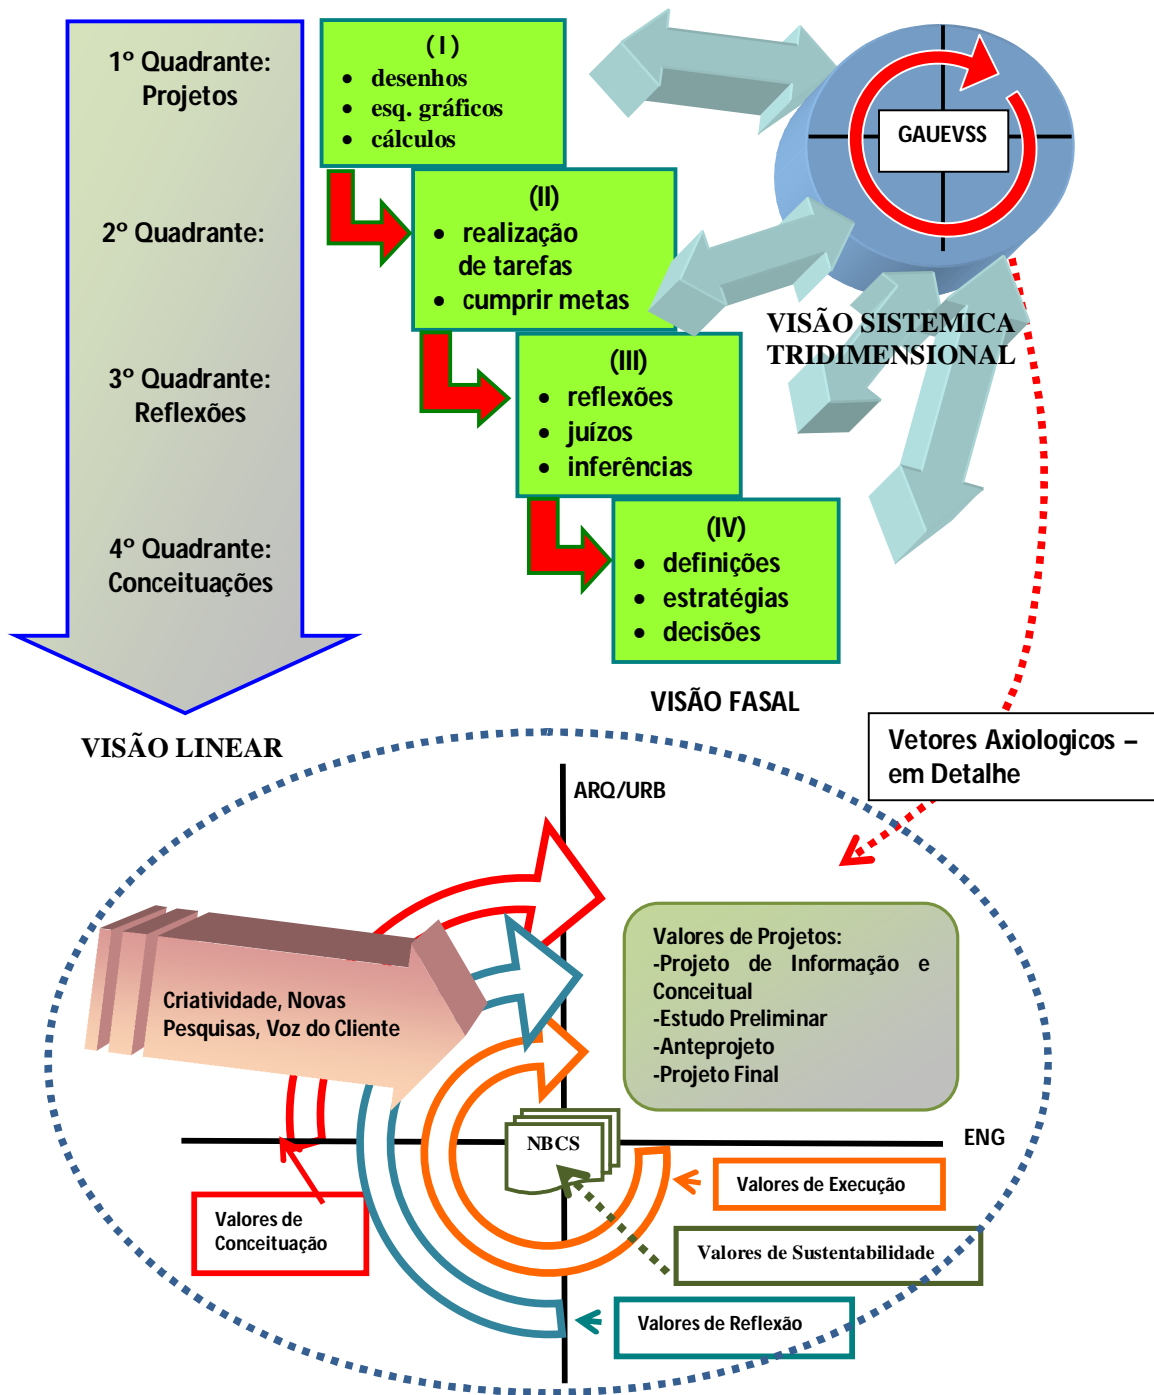 1º Quadrante:
Projetos
2º Quadrante:
3º Quadrante:
Reflexões
4º Quadrante:
Conceituações
VISÃO LINEAR
( I )
• desenhos
• esq. gráficos
• cálculos
(II)
• realização
de tarefas
• cumprir metas
(III)
• reflexões
• juízos
• inferências
(IV)
• definições
• estratégias
• decisões
VISÃO FASAL
GAUEVSS
VISÃO SISTEMICA
TRIDIMENSIONAL
Vetores Axiologicos –
em Detalhe
ARQ/URB
Criatividade, Novas
Pesquisas, Voz do Cliente
Valores de Projetos:
-Projeto de Informação e
Conceitual
-Estudo Preliminar
-Anteprojeto
-Projeto Final
NBCS
ENG
Valores de Execução
Valores de
Conceituação
Valores de Sustentabilidade
Valores de Reflexão